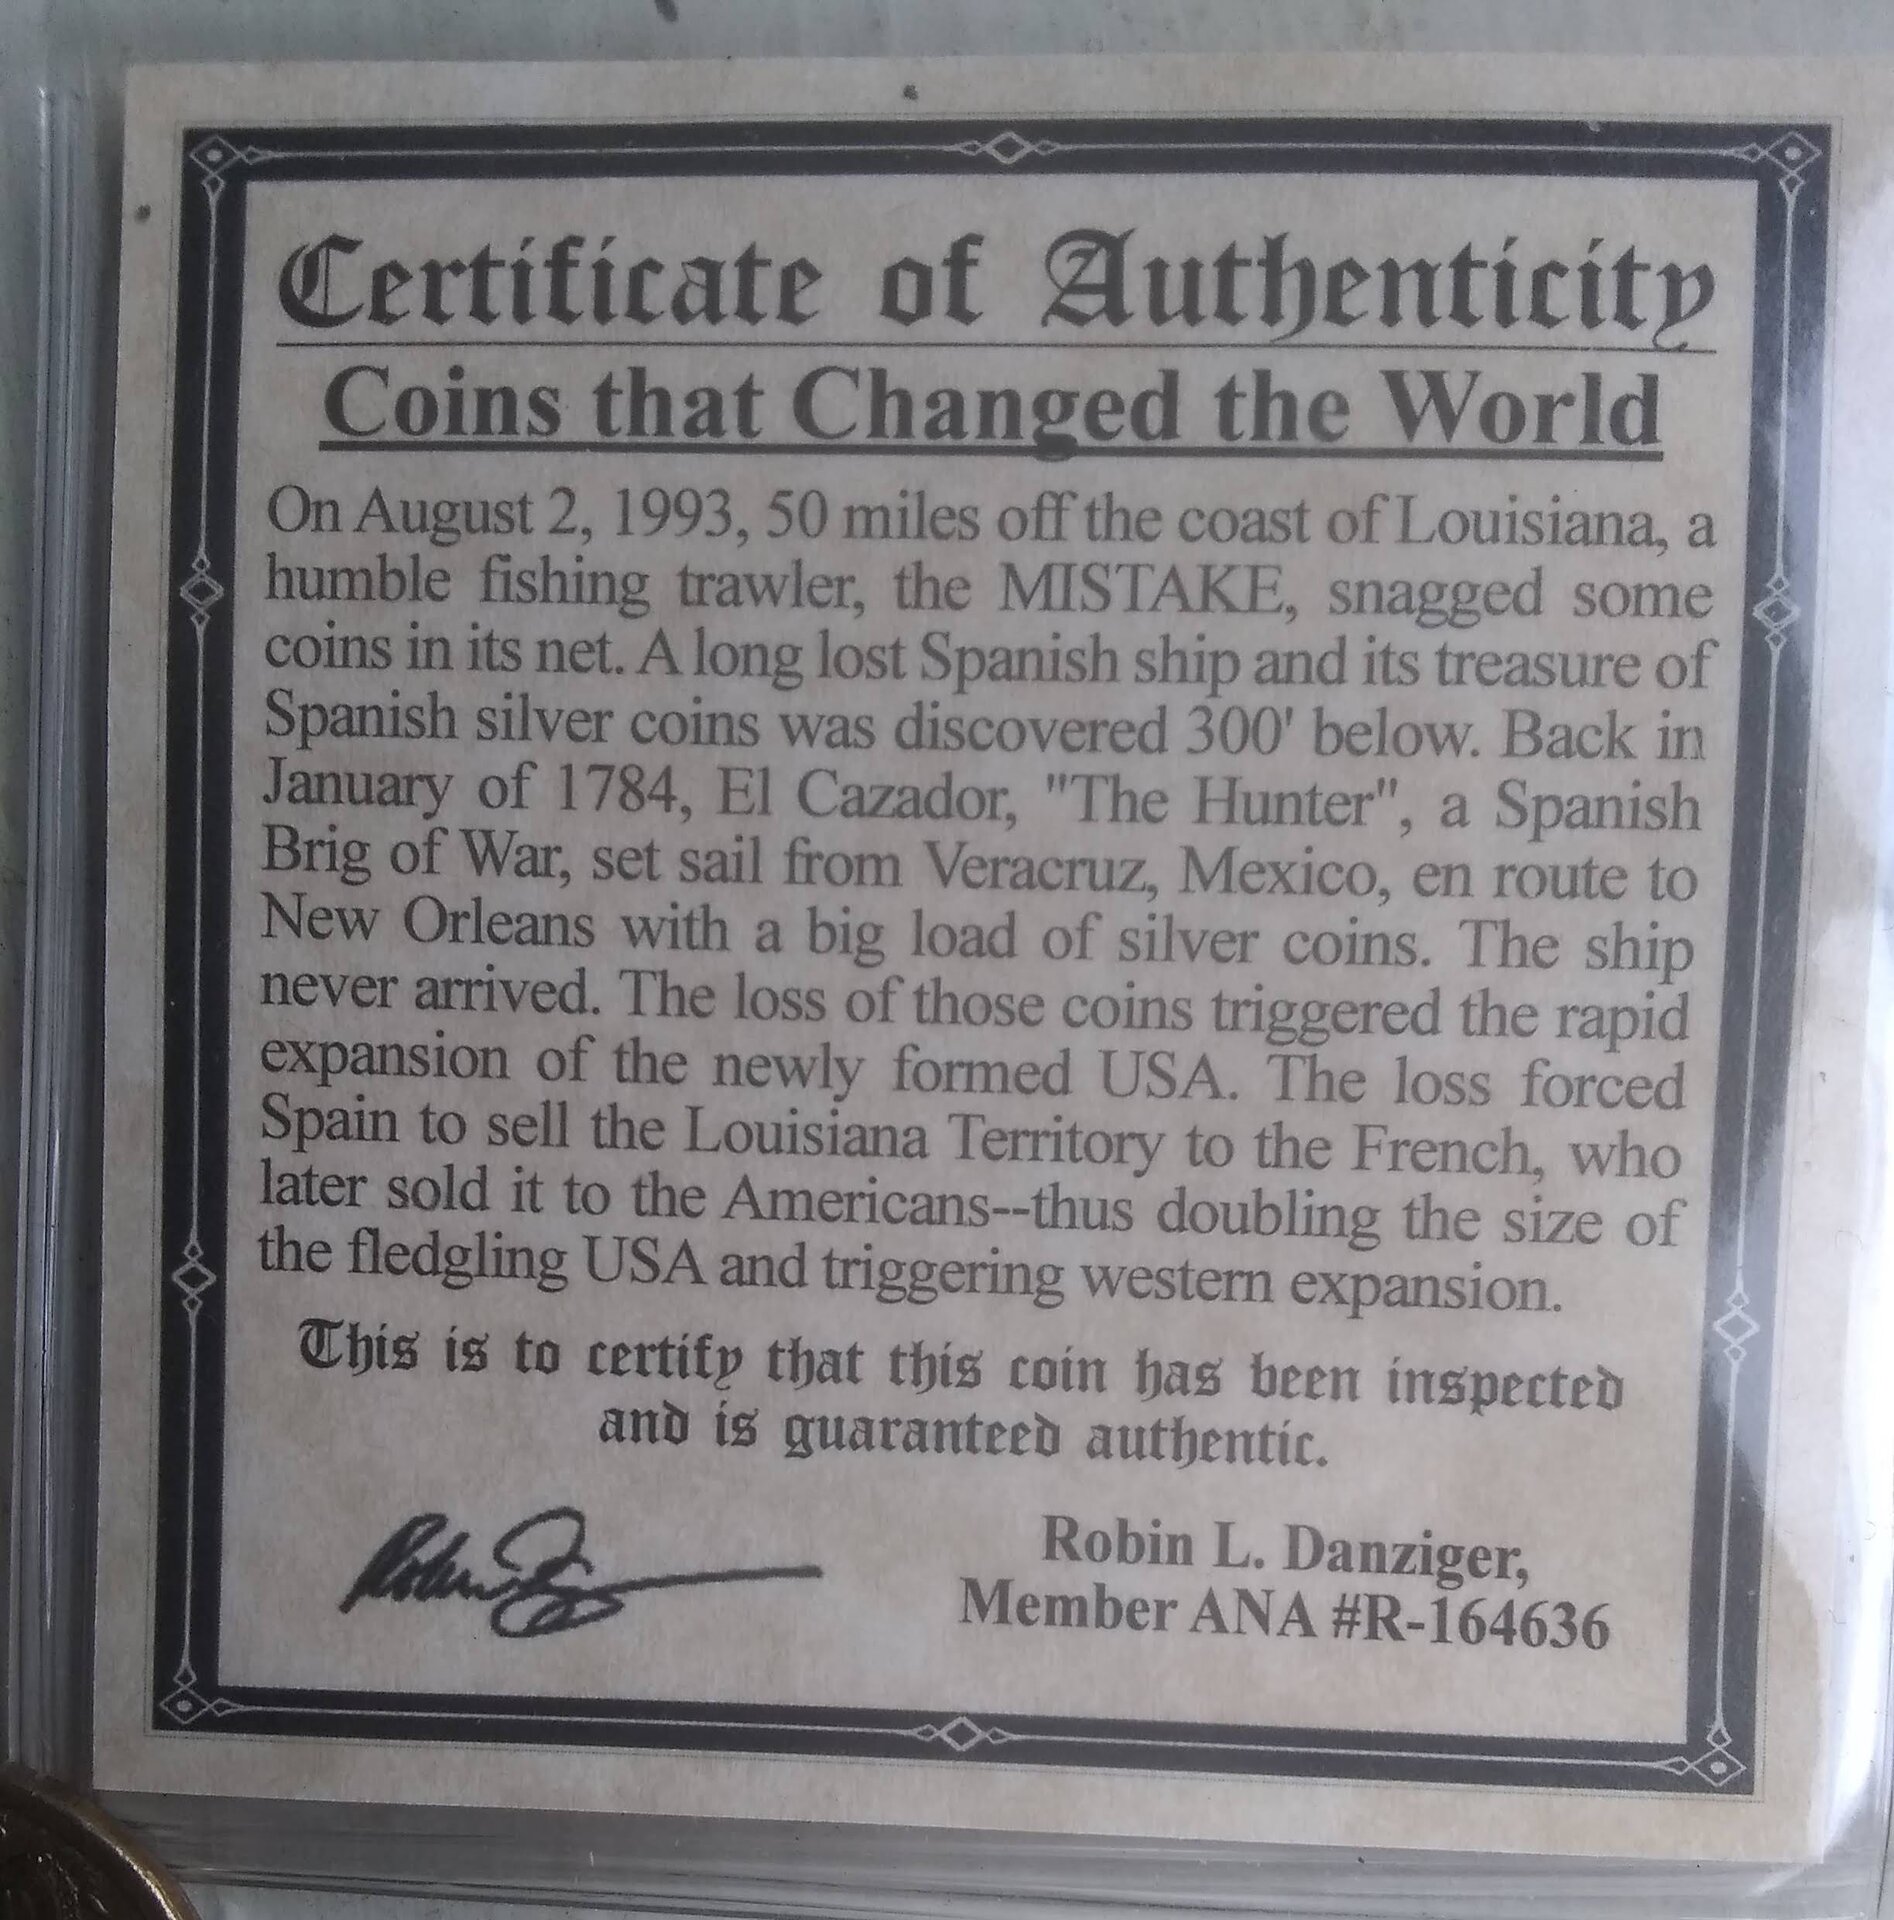 Certificate of Authenticity
Coins that Changed the World
On August 2, 1993, 50 miles off the coast of Louisiana, a
humble fishing trawler, the MISTAKE, snagged some
coins in its net. A long lost Spanish ship and its treasure of
Spanish silver coins was discovered 300' below. Back in
January of 1784, El Cazador, "The Hunter", a Spanish
Brig of War, set sail from Veracruz, Mexico, en route to
New Orleans with a big load of silver coins. The ship
never arrived. The loss of those coins triggered the rapid
expansion of the newly formed USA. The loss forced
Spain to sell the Louisiana Territory to the French, who
later sold it to the Americans--thus doubling the size of
the fledgling USA and triggering western expansion.
This is to certify that this coin has been inspected
and is guaranteed authentic.
Robin L. Danziger,
Member ANA #R-164636